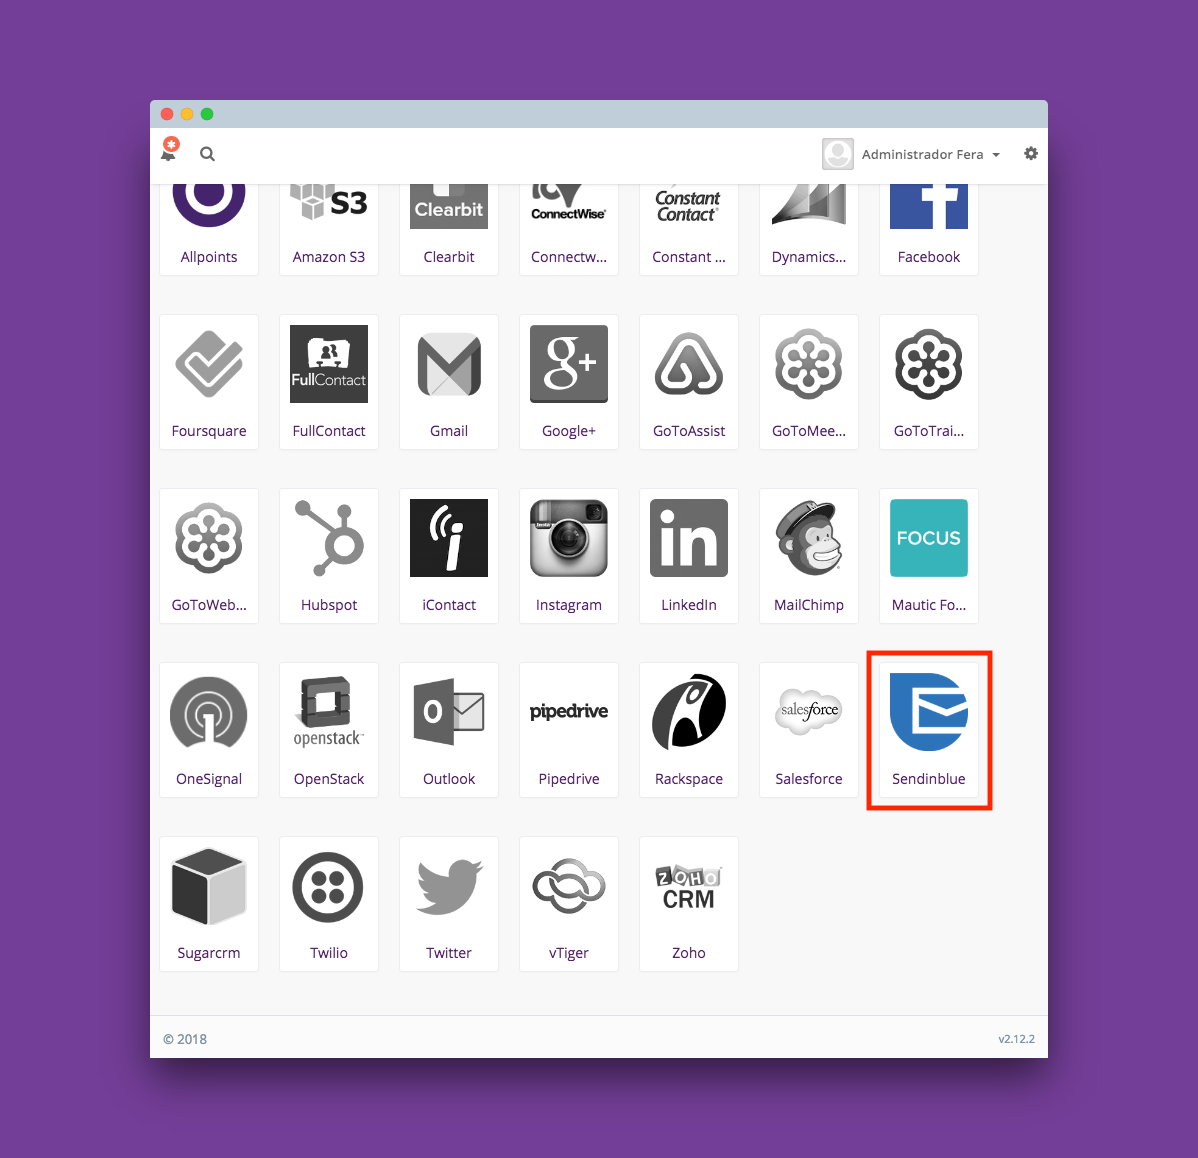 Administrador Fera
S3
Clearbit
ConnectWise
Constant
Contact
Allpoints
Amazon S3
Clearbit
Connectw...
Constant ...
Dynamics...
Facebook
FullContact
g+
Foursquare
FullContact
Gmail
Google+
GoToAssist
GoToMee...
GoToTrai...
i
in
FOCUS
GoToWeb...
Hubspot
iContact
Instagram
LinkedIn
MailChimp
Mautic Fo...
openstack
O
pipedrive
salesforce
OneSignal
OpenStack
Outlook
Pipedrive
Rackspace
Salesforce
Sendinblue
ZOHO
CRM
Sugarcrm
Twilio
Twitter
vTiger
Zoho
© 2018
v2.12.2